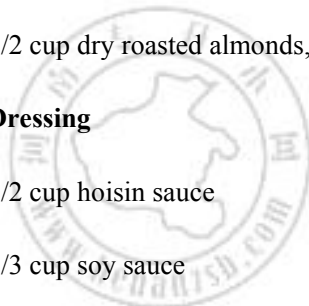 /2 cup dry roasted almonds,
Dressing
/2 cup hoisin sauce
/3 cup soy sauce